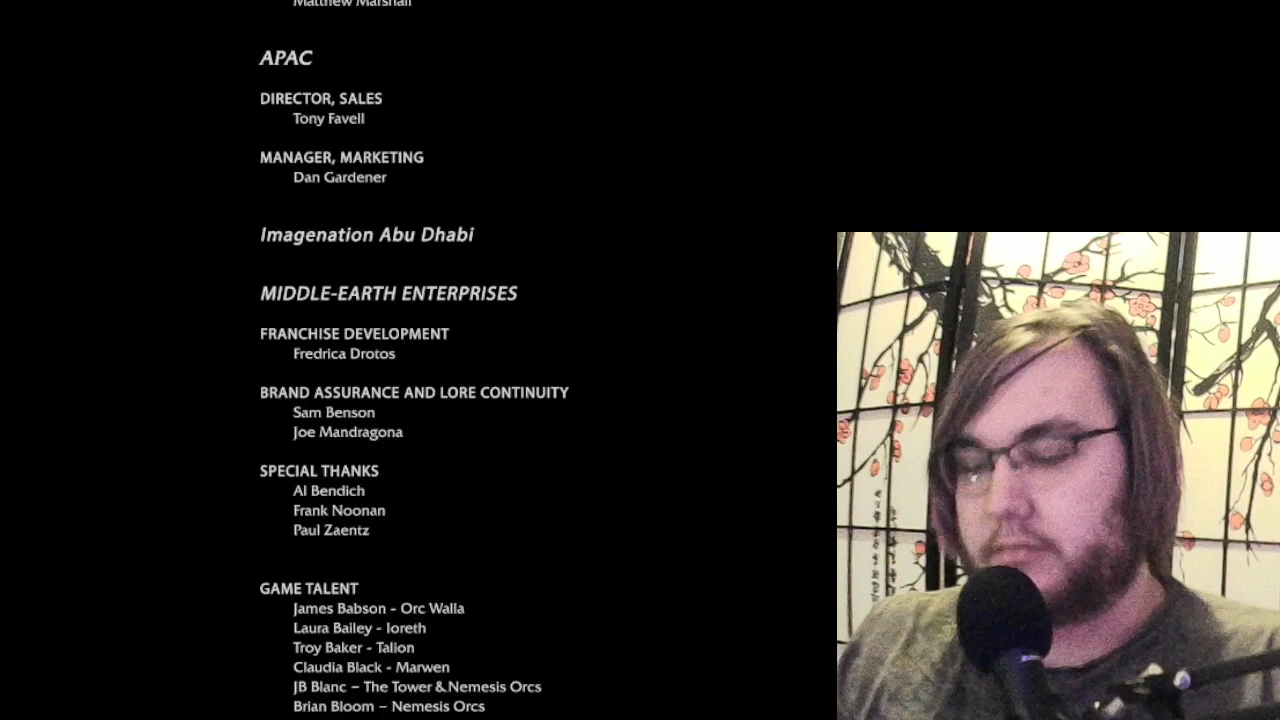 Matthew Marshall
APAC
DIRECTOR, SALES
Tony Favell
MANAGER, MARKETING
Dan Gardener
Imagenation Abu Dhabi
MIDDLE-EARTH ENTERPRISES
FRANCHISE DEVELOPMENT
Fredrica Drotos
BRAND ASSURANCE AND LORE CONTINUITY
Sam Benson
Joe Mandragona
SPECIAL THANKS
Al Bendich
Frank Noonan
Paul Zaentz
GAME TALENT
James Babson - Orc Walla
Laura Bailey - Ioreth
Troy Baker - Talion
Claudia Black - Marwen
JB Blanc – The Tower & Nemesis Orcs
Brian Bloom – Nemesis Orcs